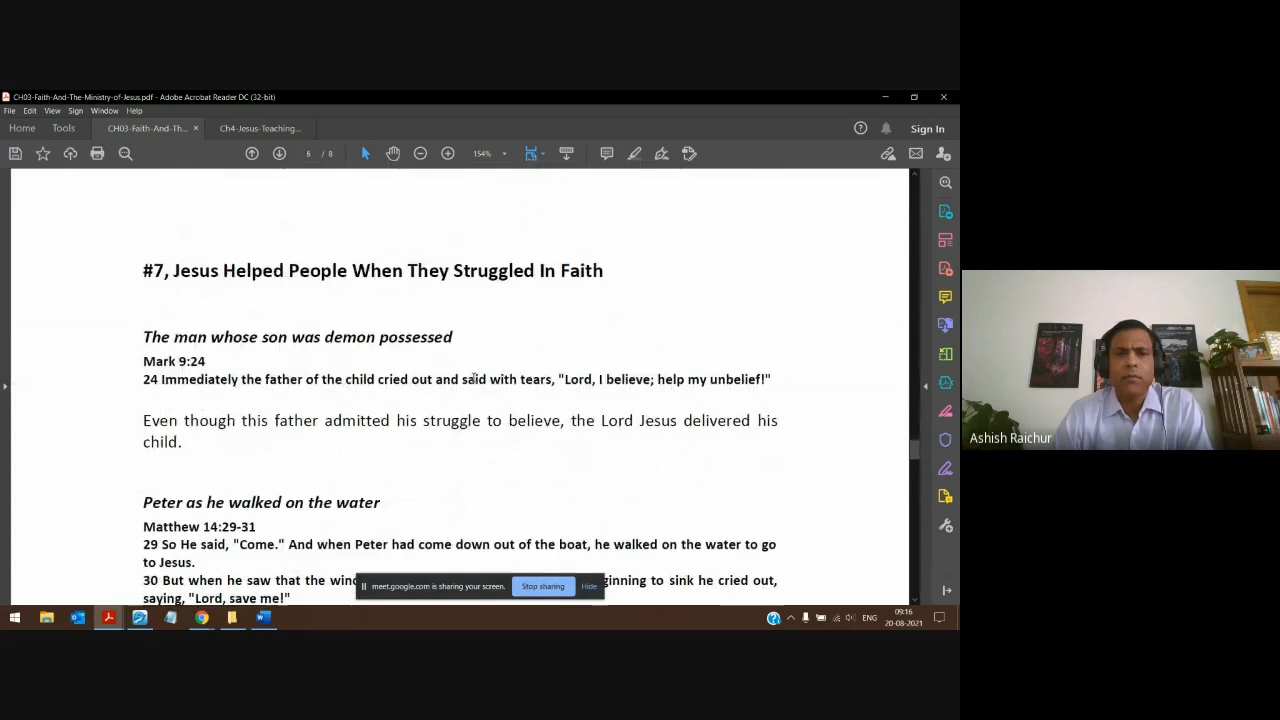 CH03-Faith-And-The-Ministry-of-Jesus.pdf - Adobe Acrobat Reader DC (32-bit)
File Edit View Sign Window Help
Home Tools CH03-Faith-And-Th... × Ch4-Jesus-Teaching... Sign In
6 / 8 154%
#7, Jesus Helped People When They Struggled In Faith
The man whose son was demon possessed
Mark 9:24
24 Immediately the father of the child cried out and said with tears, "Lord, I believe; help my unbelief!"
Even though this father admitted his struggle to believe, the Lord Jesus delivered his
child.
Peter as he walked on the water
Matthew 14:29-31
29 So He said, "Come." And when Peter had come down out of the boat, he walked on the water to go
to Jesus.
30 But when he saw that the wind
ginning to sink he cried out,
saying, "Lord, save me!"
meet.google.com is sharing your screen. Stop sharing Hide
ENG
09:16
20-08-2021
Ashish Raichur